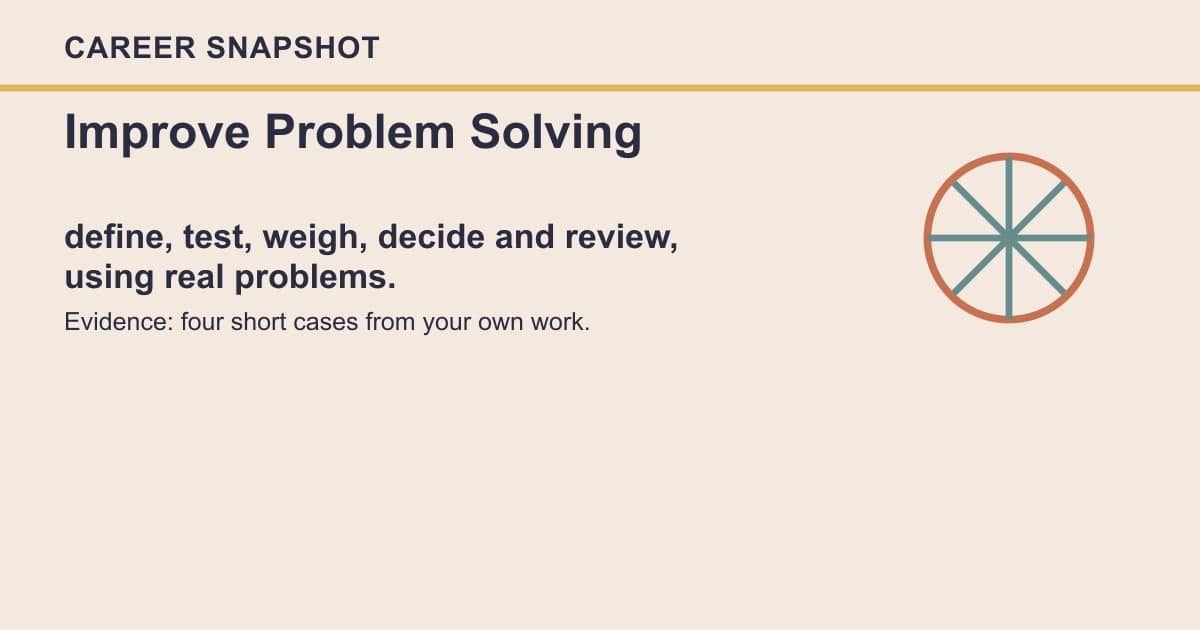 CAREER SNAPSHOT
Improve Problem Solving
define, test, weigh, decide and review,
using real problems.
Evidence: four short cases from your own work.